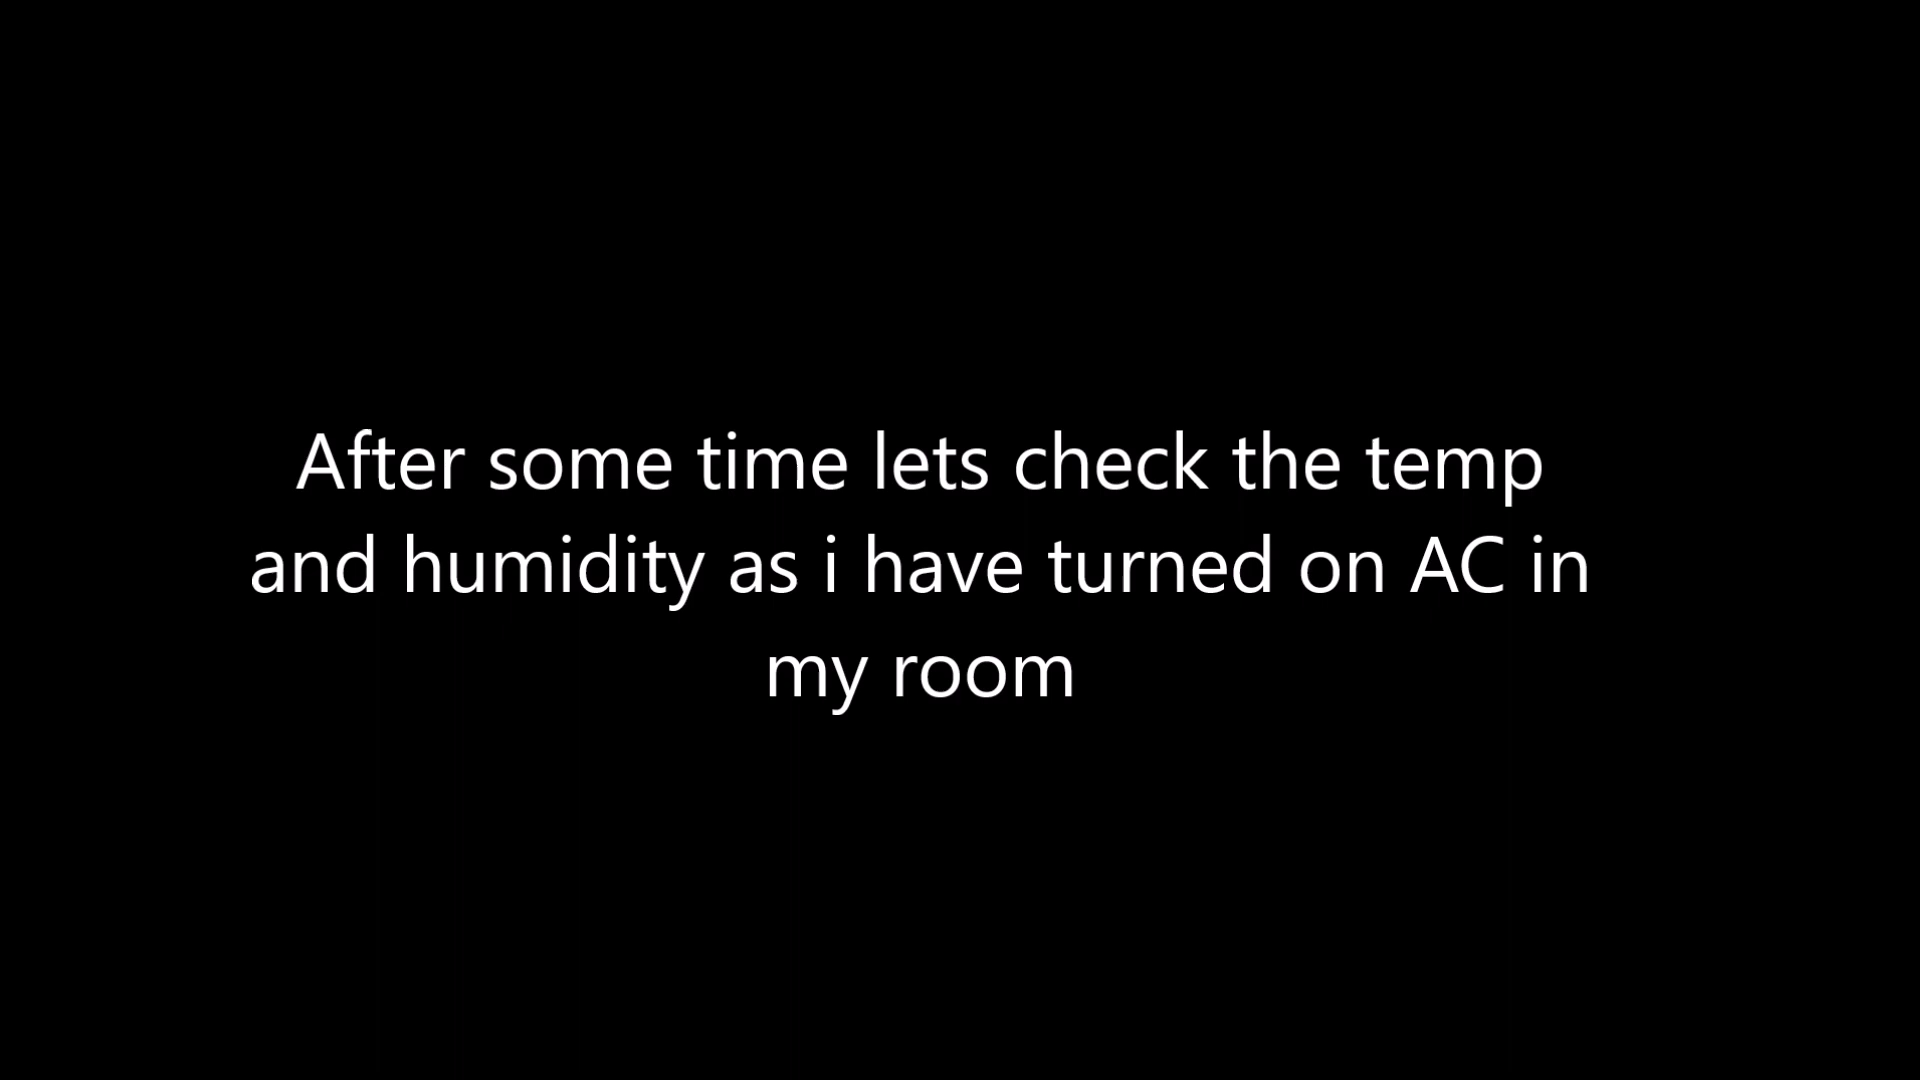 After some time lets check the temp
and humidity as i have turned on AC in
my room